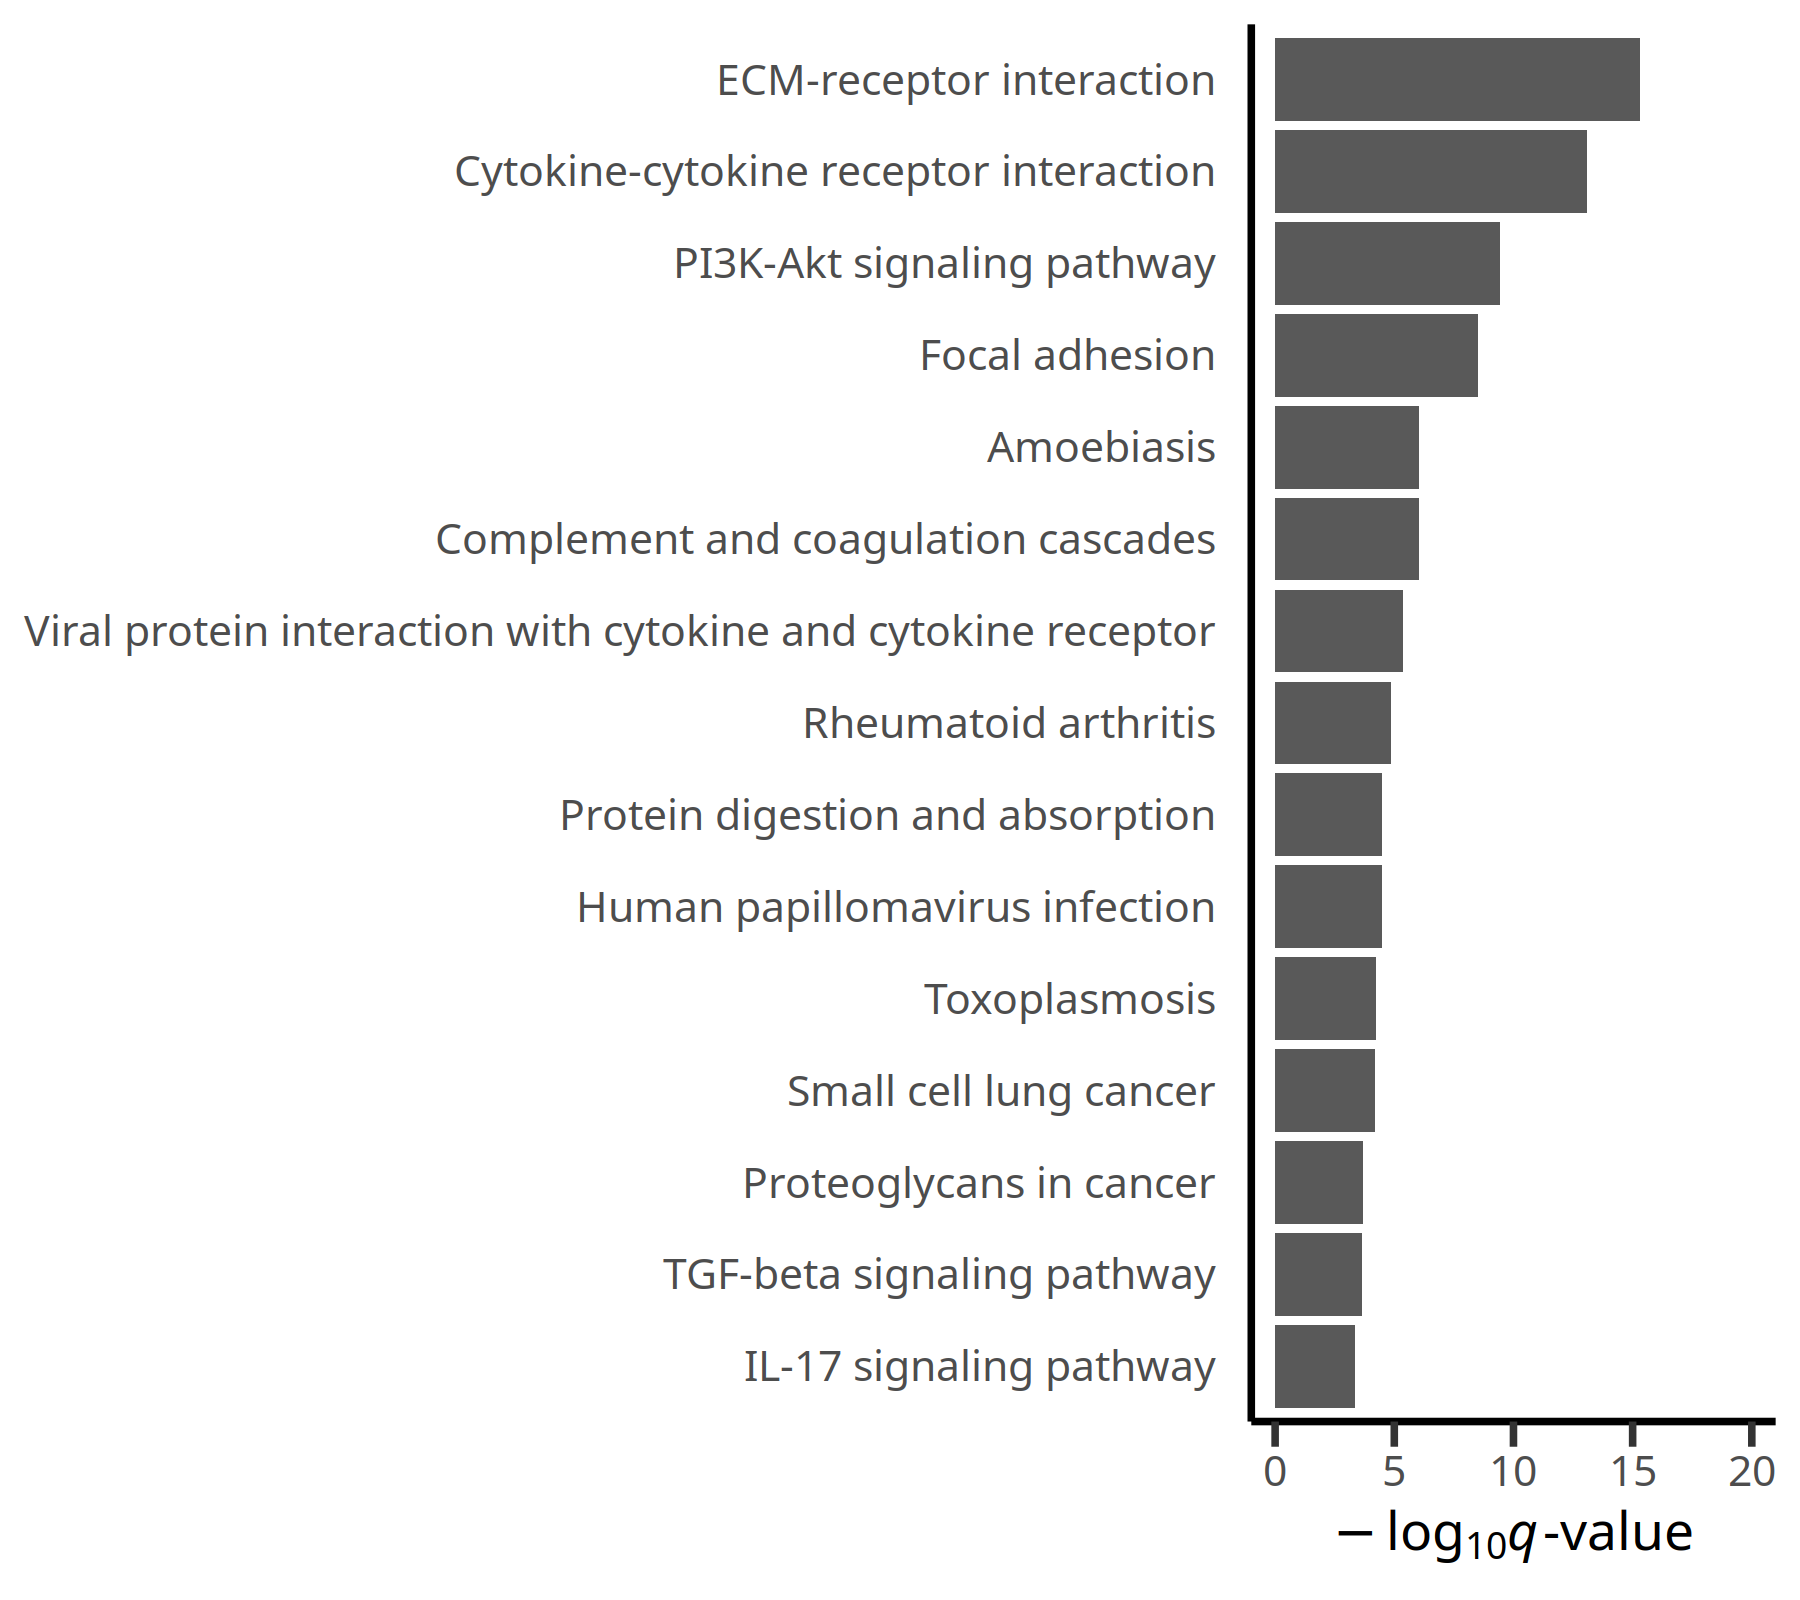 ECM-receptor interaction
Cytokine-cytokine receptor interaction
PI3K-Akt signaling pathway
Focal adhesion
Amoebiasis
Complement and coagulation cascades
Viral protein interaction with cytokine and cytokine receptor
Rheumatoid arthritis
Protein digestion and absorption
Human papillomavirus infection
Toxoplasmosis
Small cell lung cancer
Proteoglycans in cancer
TGF-beta signaling pathway
IL-17 signaling pathway
0 5 10 15 20
− log₁₀q-value